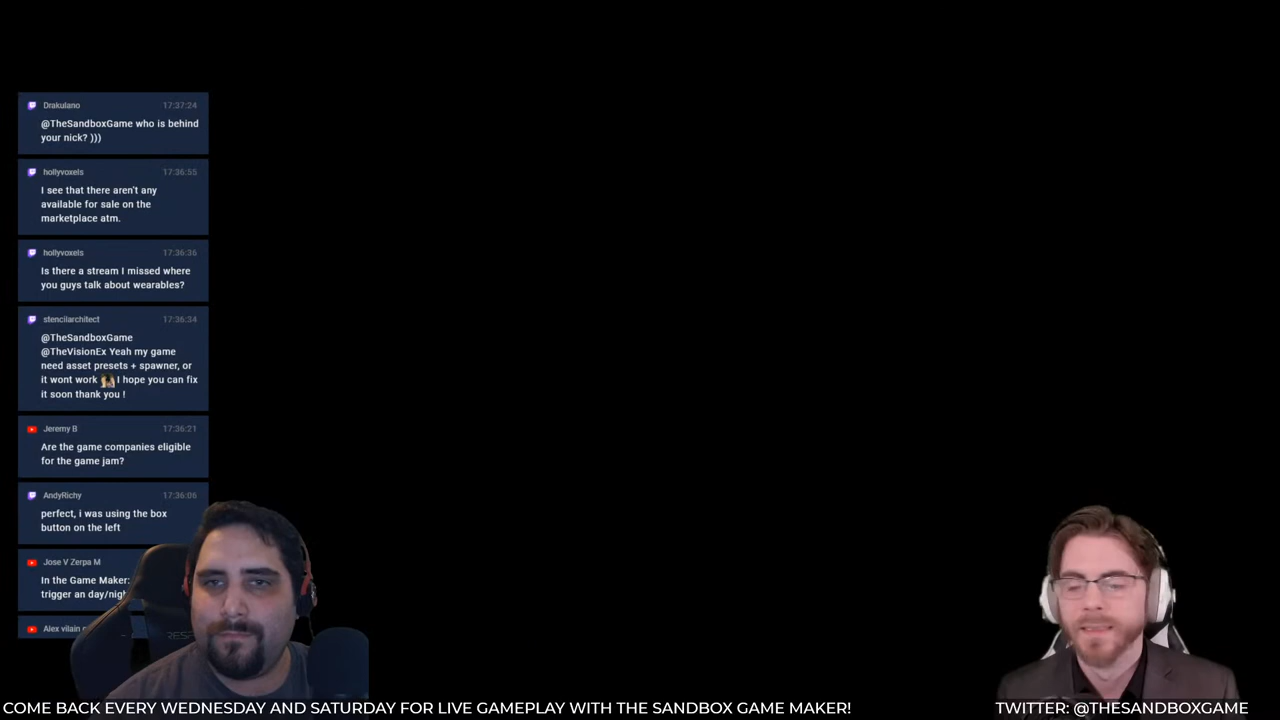 Drakulano 17:37:24
@TheSandboxGame who is behind
your nick? )))
hollyvoxels 17:36:55
I see that there aren't any
available for sale on the
marketplace atm.
hollyvoxels 17:36:36
Is there a stream I missed where
you guys talk about wearables?
stencilarchitect 17:36:34
@TheSandboxGame
@TheVisionEx Yeah my game
need asset presets + spawner, or
it wont work I hope you can fix
it soon thank you !
Jeremy B 17:36:21
Are the game companies eligible
for the game jam?
AndyRichy 17:36:06
perfect, i was using the box
button on the left
Jose V Zerpa M
In the Game Maker:
trigger an day/nigh
Alex vilain
COME BACK EVERY WEDNESDAY AND SATURDAY FOR LIVE GAMEPLAY WITH THE SANDBOX GAME MAKER!
TWITTER: @THESANDBOXGAME